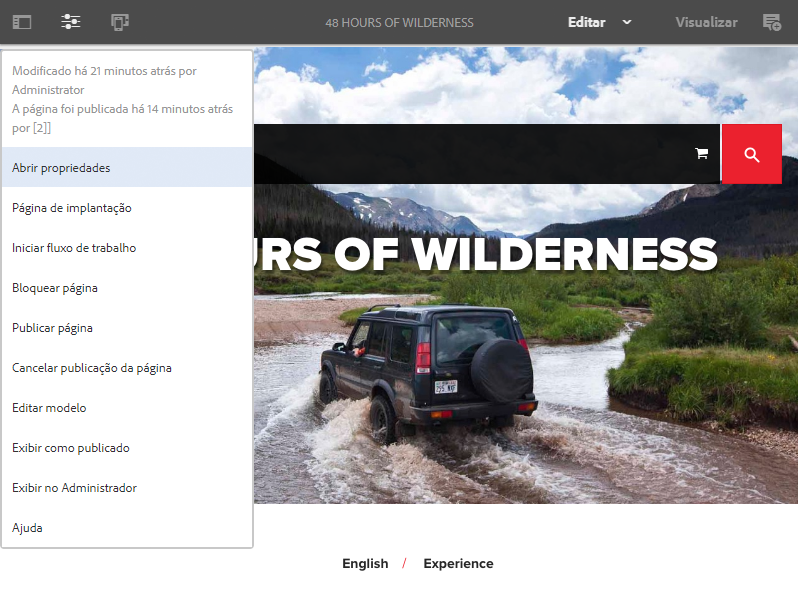 48 HOURS OF WILDERNESS
Editar
Visualizar
Modificado há 21 minutos atrás por
Administrator
A página foi publicada há 14 minutos atrás
por [2]]
Abrir propriedades
Página de implantação
Iniciar fluxo de trabalho
Bloquear página
Publicar página
Cancelar publicação da página
Editar modelo
Exibir como publicado
Exibir no Administrador
Ajuda
URS OF WILDERNESS
English / Experience